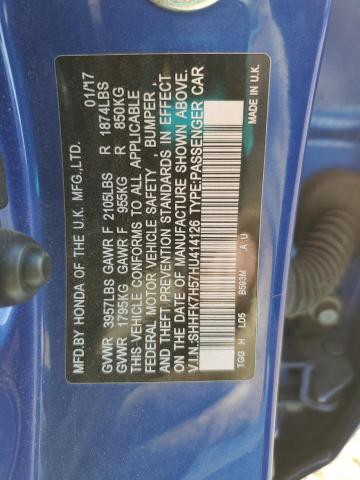 MFD.BY HONDA OF THE U.K. MFG.,LTD. 01/17
GVWR 3957LBS GAWR F 2105LBS R 1874LBS
GVWR 1795KG GAWR F 955KG R 850KG
THIS VEHICLE CONFORMS TO ALL APPLICABLE
FEDERAL MOTOR VEHICLE SAFETY , BUMPER ,
AND THEFT PREVENTION STANDARDS IN EFFECT
ON THE DATE OF MANUFACTURE SHOWN ABOVE.
V.I.N.:SHHFK7H57HU414126 TYPE:PASSENGER CAR
TGG H LD5 B593M A U MADE IN U.K.